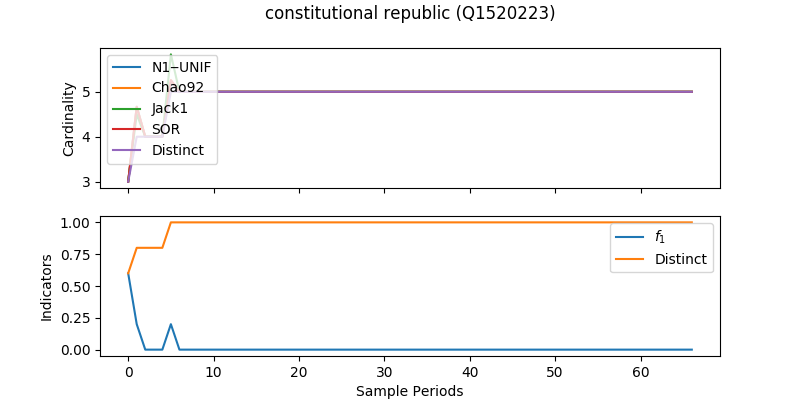 constitutional republic (Q1520223)
Cardinality
5
4
3
N1−UNIF
Chao92
Jack1
SOR
Distinct
Indicators
1.00
0.75
0.50
0.25
0.00
f1
Distinct
0 10 20 30 40 50 60
Sample Periods